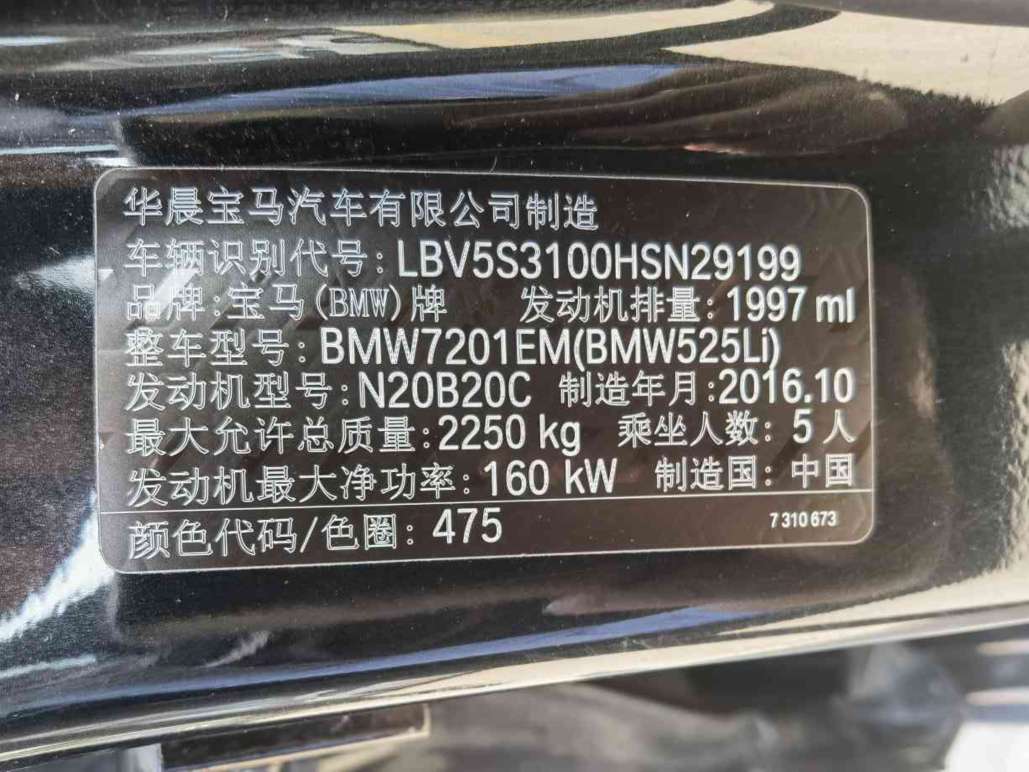 华晨宝马汽车有限公司制造
车辆识别代号: LBV5S3100HSN29199
品牌: 宝马(BMW)牌 发动机排量: 1997 ml
整车型号: BMW7201EM(BMW525Li)
发动机型号: N20B20C 制造年月: 2016.10
最大允许总质量: 2250 kg 乘坐人数: 5 人
发动机最大净功率: 160 kW 制造国: 中国
颜色代码/色圈: 475 7 310 673